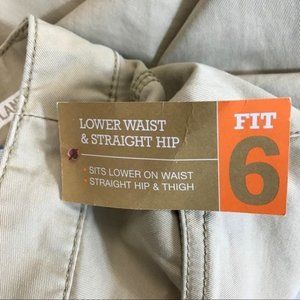 LOWER WAIST
& STRAIGHT HIP
• SITS LOWER ON WAIST
• STRAIGHT HIP & THIGH
FIT
6